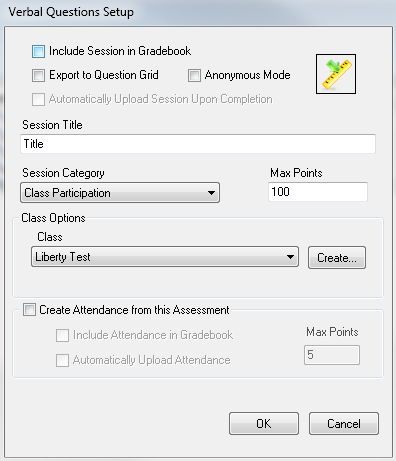 Verbal Questions Setup
Include Session in Gradebook
Export to Question Grid Anonymous Mode
Automatically Upload Session Upon Completion
Session Title
Title
Session Category Max Points
Class Participation 100
Class Options
Class
Liberty Test Create...
Create Attendance from this Assessment
Include Attendance in Gradebook Max Points
Automatically Upload Attendance 5
OK Cancel